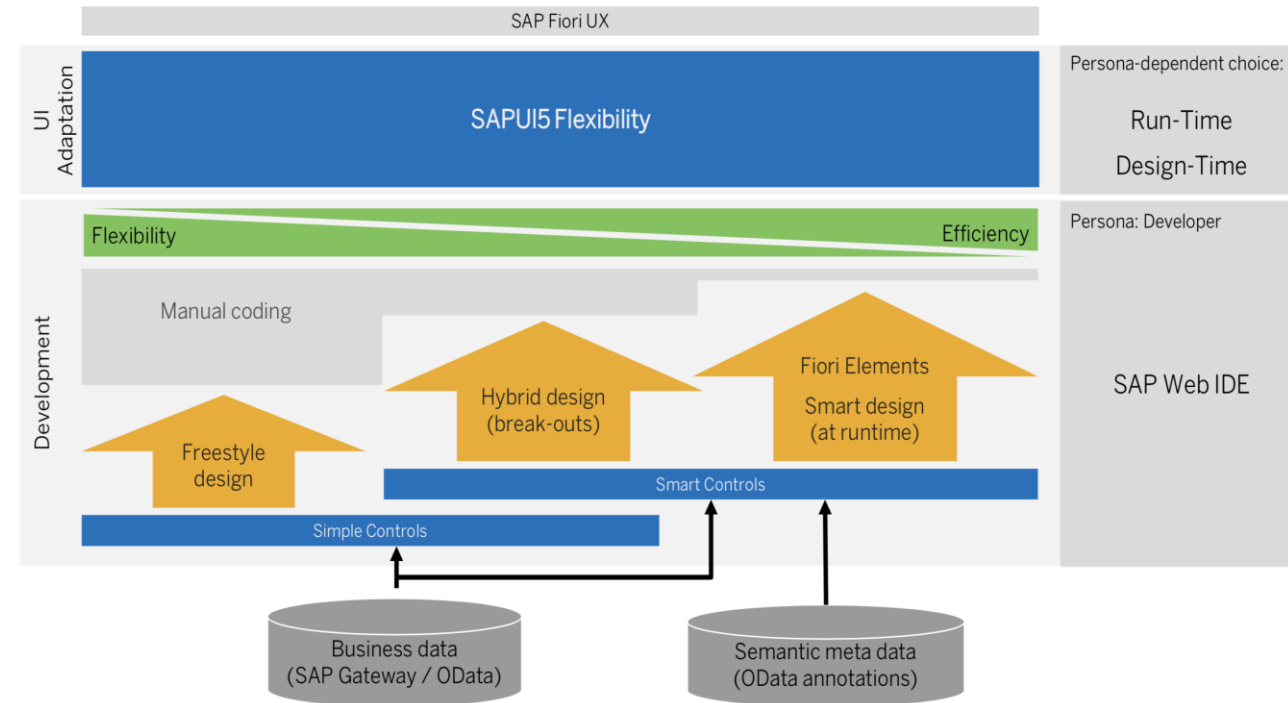 SAP Fiori UX
UI
Adaptation
SAPUI5 Flexibility
Persona-dependent choice:
Run-Time
Design-Time
Development
Flexibility
Efficiency
Persona: Developer
Manual coding
Freestyle
design
Hybrid design
(break-outs)
Fiori Elements
Smart design
(at runtime)
SAP Web IDE
Smart Controls
Simple Controls
Business data
(SAP Gateway / OData)
Semantic meta data
(OData annotations)